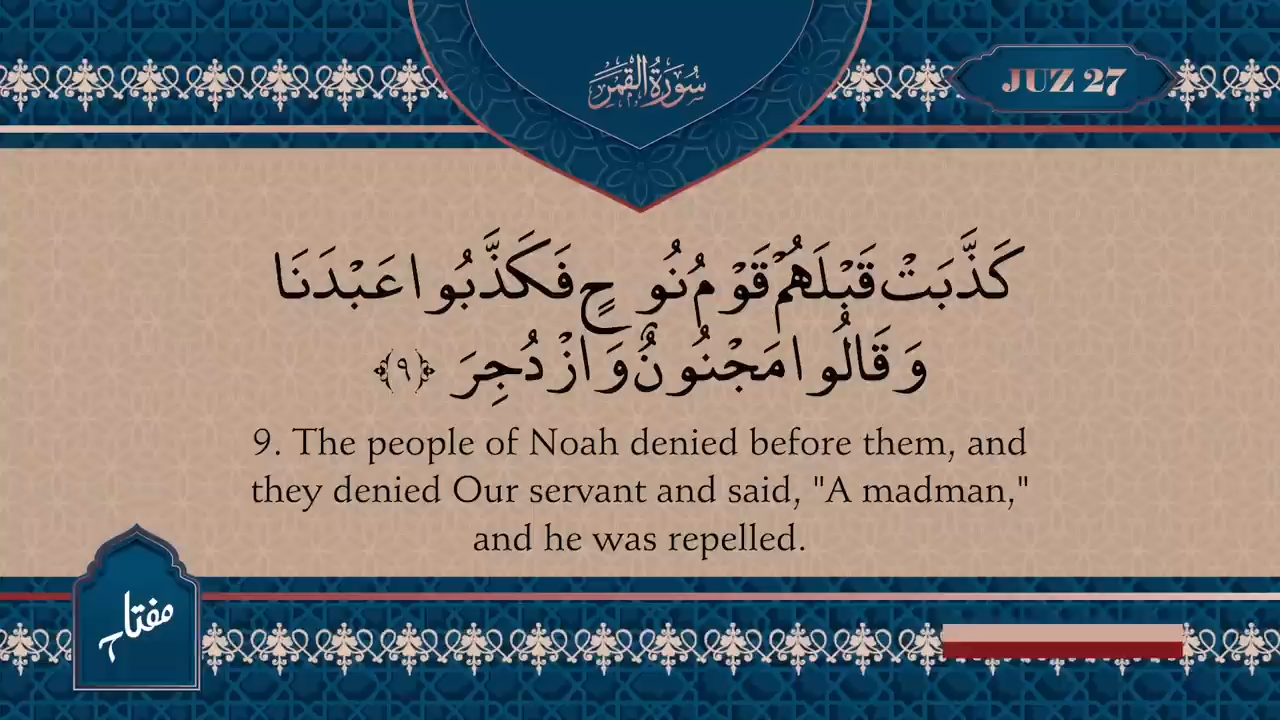 سُورَةُ القَمَر
JUZ 27
كَذَّبَتْ قَبْلَهُمْ قَوْمُ نُوحٍ فَكَذَّبُوا عَبْدَنَا
وَقَالُوا مَجْنُونٌ وَازْدُجِرَ ﴿٩﴾
9. The people of Noah denied before them, and
they denied Our servant and said, "A madman,"
and he was repelled.
مفتاح